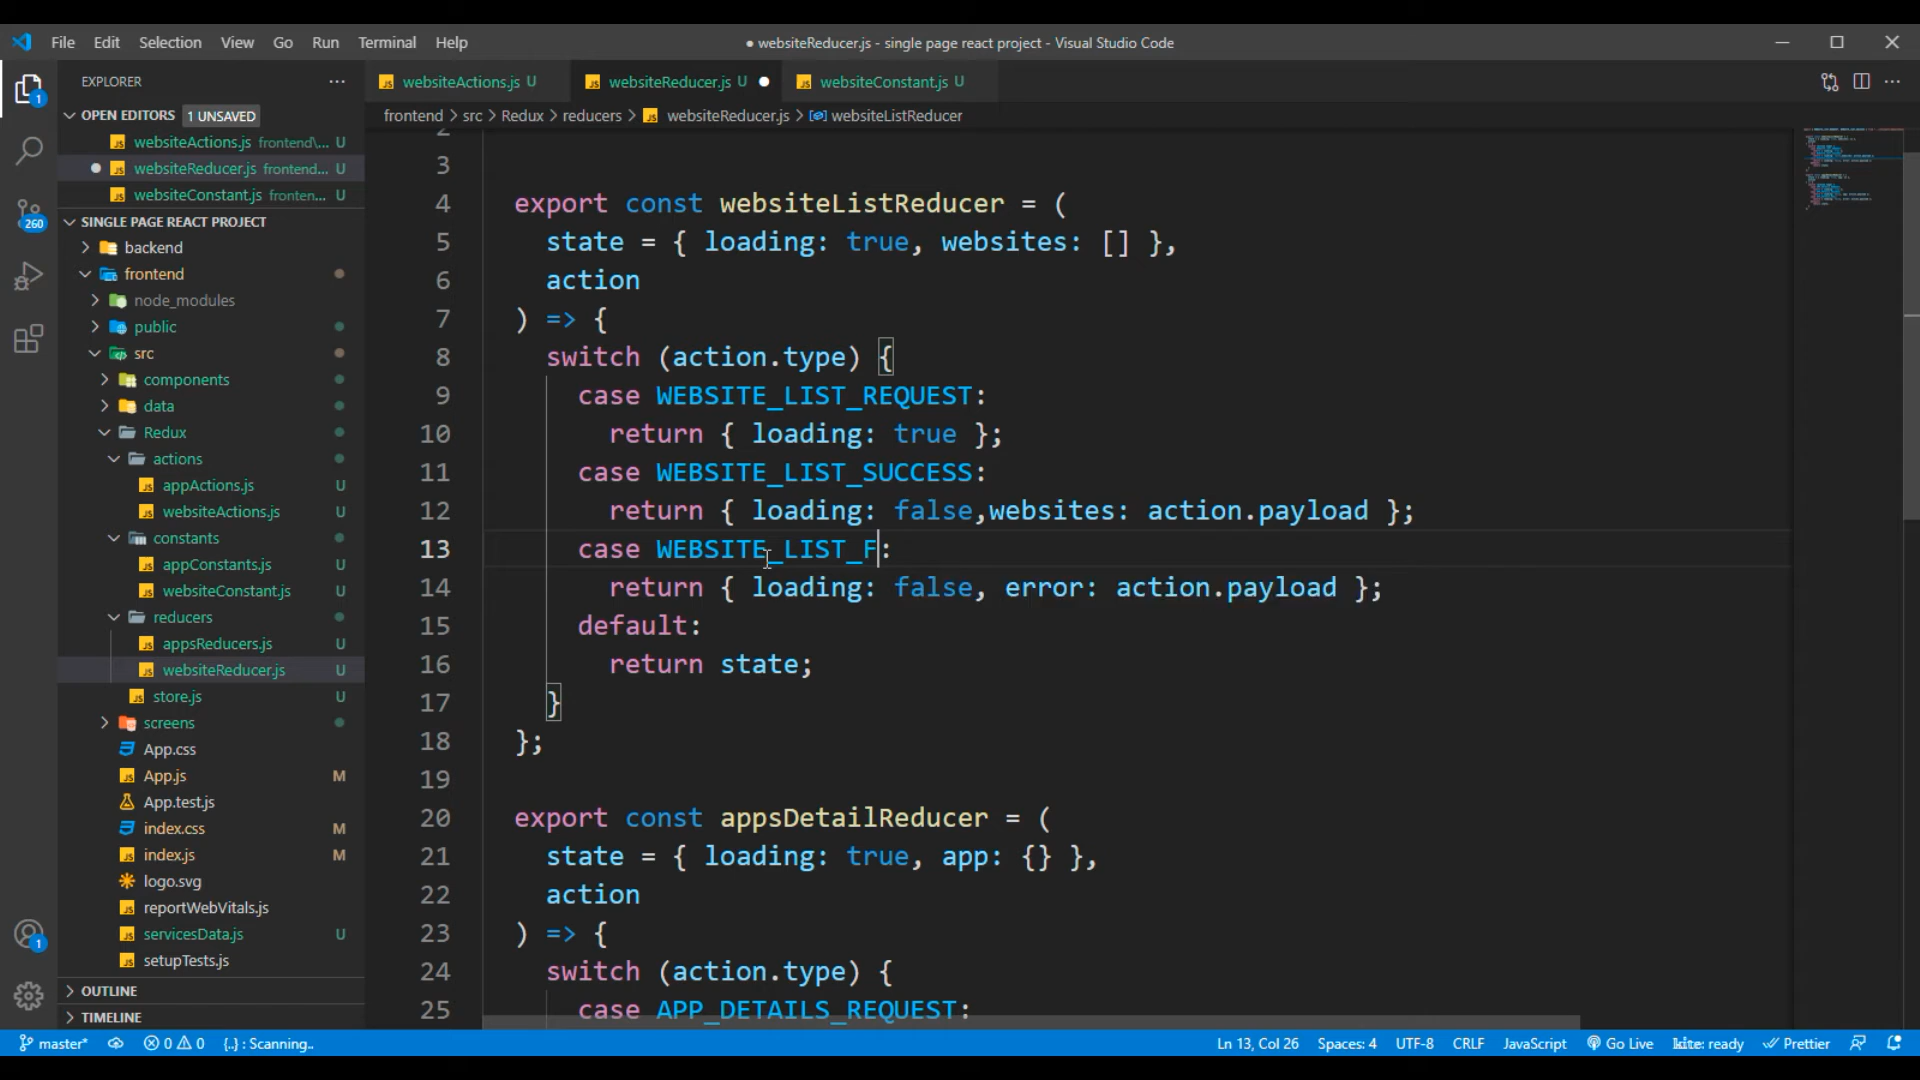 File Edit Selection View Go Run Terminal Help
● websiteReducer.js - single page react project - Visual Studio Code
EXPLORER
OPEN EDITORS 1 UNSAVED
websiteActions.js frontend\... U
websiteReducer.js frontend... U
websiteConstant.js fronten... U
SINGLE PAGE REACT PROJECT
backend
frontend
node_modules
public
src
components
data
Redux
actions
appActions.js U
websiteActions.js U
constants
appConstants.js U
websiteConstant.js U
reducers
appsReducers.js U
websiteReducer.js U
store.js U
screens
App.css
App.js M
App.test.js
index.css M
index.js M
logo.svg
reportWebVitals.js
servicesData.js U
setupTests.js
OUTLINE
TIMELINE
1
260
1
websiteActions.js U
websiteReducer.js U
websiteConstant.js U
frontend > src > Redux > reducers > websiteReducer.js > websiteListReducer
2
3
4 export const websiteListReducer = (
5 state = { loading: true, websites: [] },
6 action
7 ) => {
8 switch (action.type) {
9 case WEBSITE_LIST_REQUEST:
10 return { loading: true };
11 case WEBSITE_LIST_SUCCESS:
12 return { loading: false,websites: action.payload };
13 case WEBSITE_LIST_F:
14 return { loading: false, error: action.payload };
15 default:
16 return state;
17 }
18 };
19
20 export const appsDetailReducer = (
21 state = { loading: true, app: {} },
22 action
23 ) => {
24 switch (action.type) {
25 case APP_DETAILS_REQUEST:
master* 0 0 {..} : Scanning..
Ln 13, Col 26 Spaces: 4 UTF-8 CRLF JavaScript Go Live kite: ready Prettier